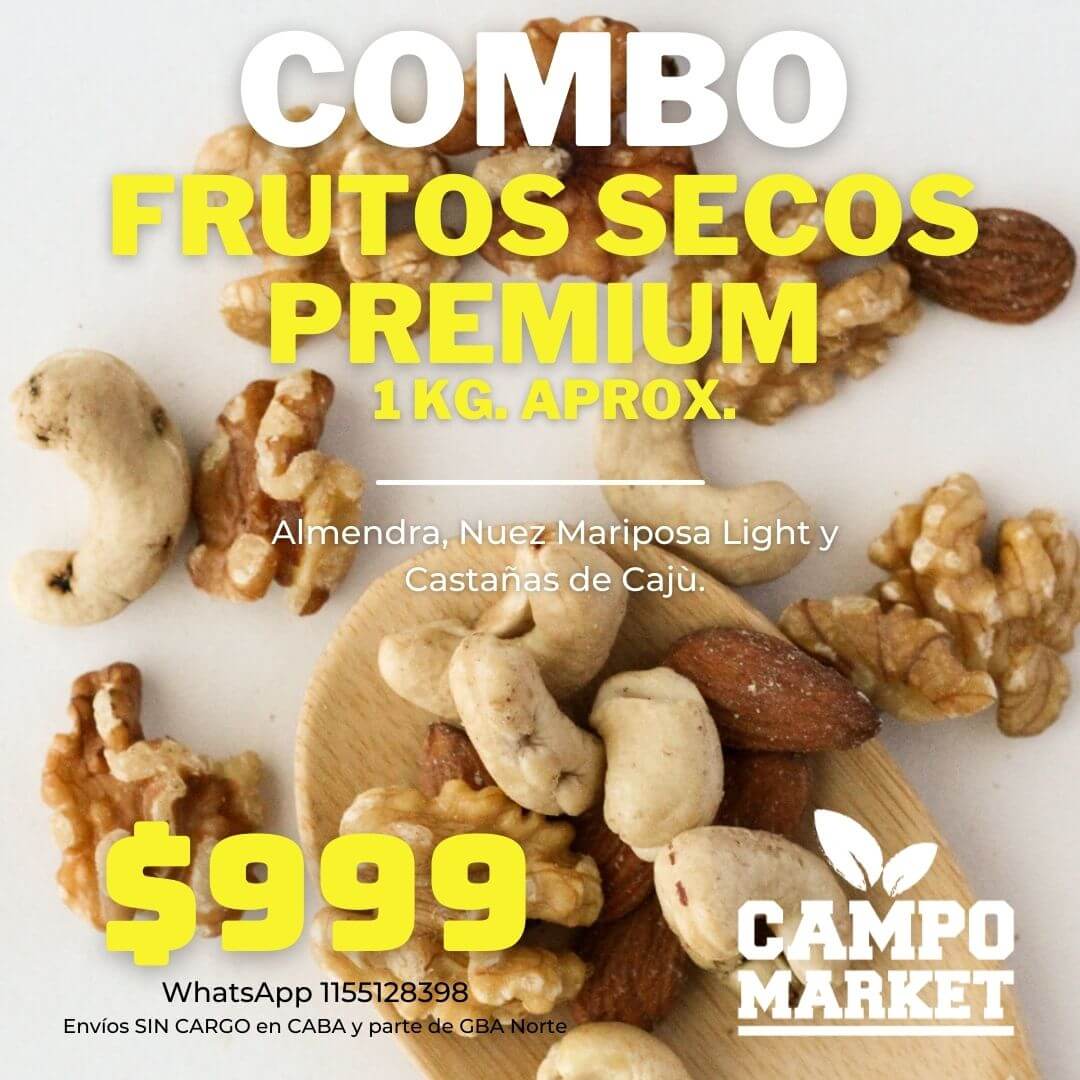 COMBO
FRUTOS SECOS
PREMIUM
1 KG. APROX.
Almendra, Nuez Mariposa Light y
Castañas de Cajù.
$999
WhatsApp 1155128398
Envíos SIN CARGO en CABA y parte de GBA Norte
CAMPO
MARKET